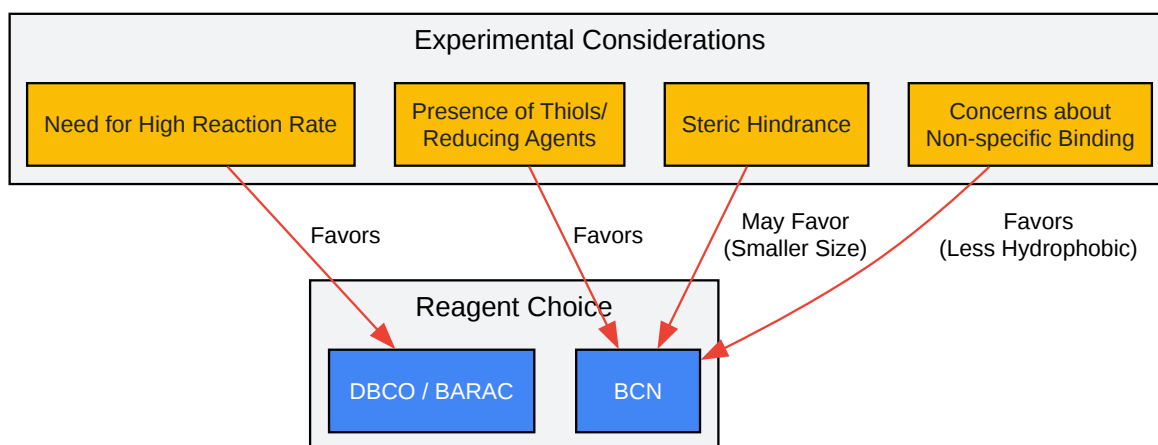 Experimental Considerations
Need for High Reaction Rate
Presence of Thiols/
Reducing Agents
Steric Hindrance
Concerns about
Non-specific Binding
Favors
Favors
May Favor
(Smaller Size)
Favors
(Less Hydrophobic)
Reagent Choice
DBCO / BARAC
BCN